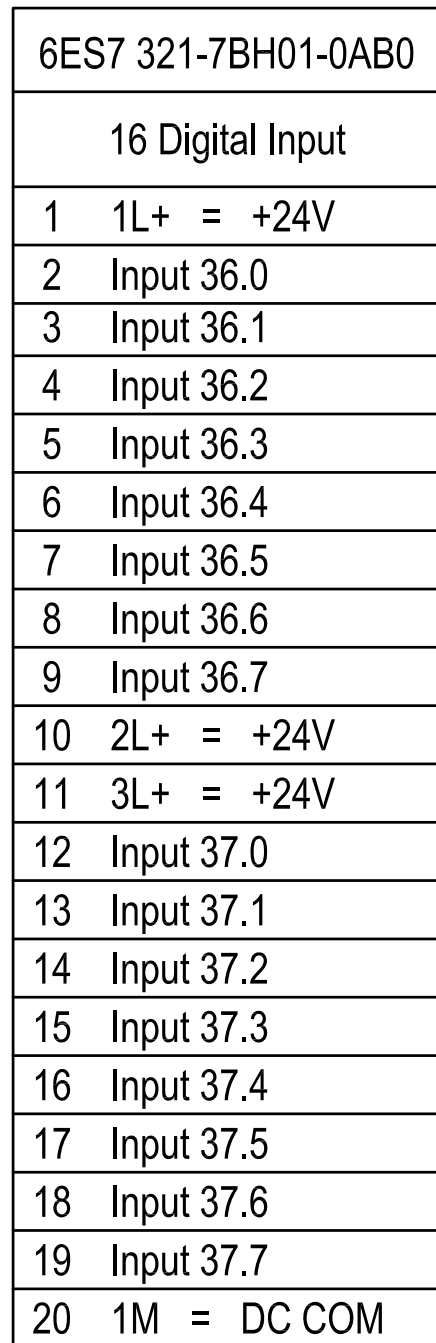 6ES7 321-7BH01-0AB0
16 Digital Input
1 1L+ = +24V
2 Input 36.0
3 Input 36.1
4 Input 36.2
5 Input 36.3
6 Input 36.4
7 Input 36.5
8 Input 36.6
9 Input 36.7
10 2L+ = +24V
11 3L+ = +24V
12 Input 37.0
13 Input 37.1
14 Input 37.2
15 Input 37.3
16 Input 37.4
17 Input 37.5
18 Input 37.6
19 Input 37.7
20 1M = DC COM